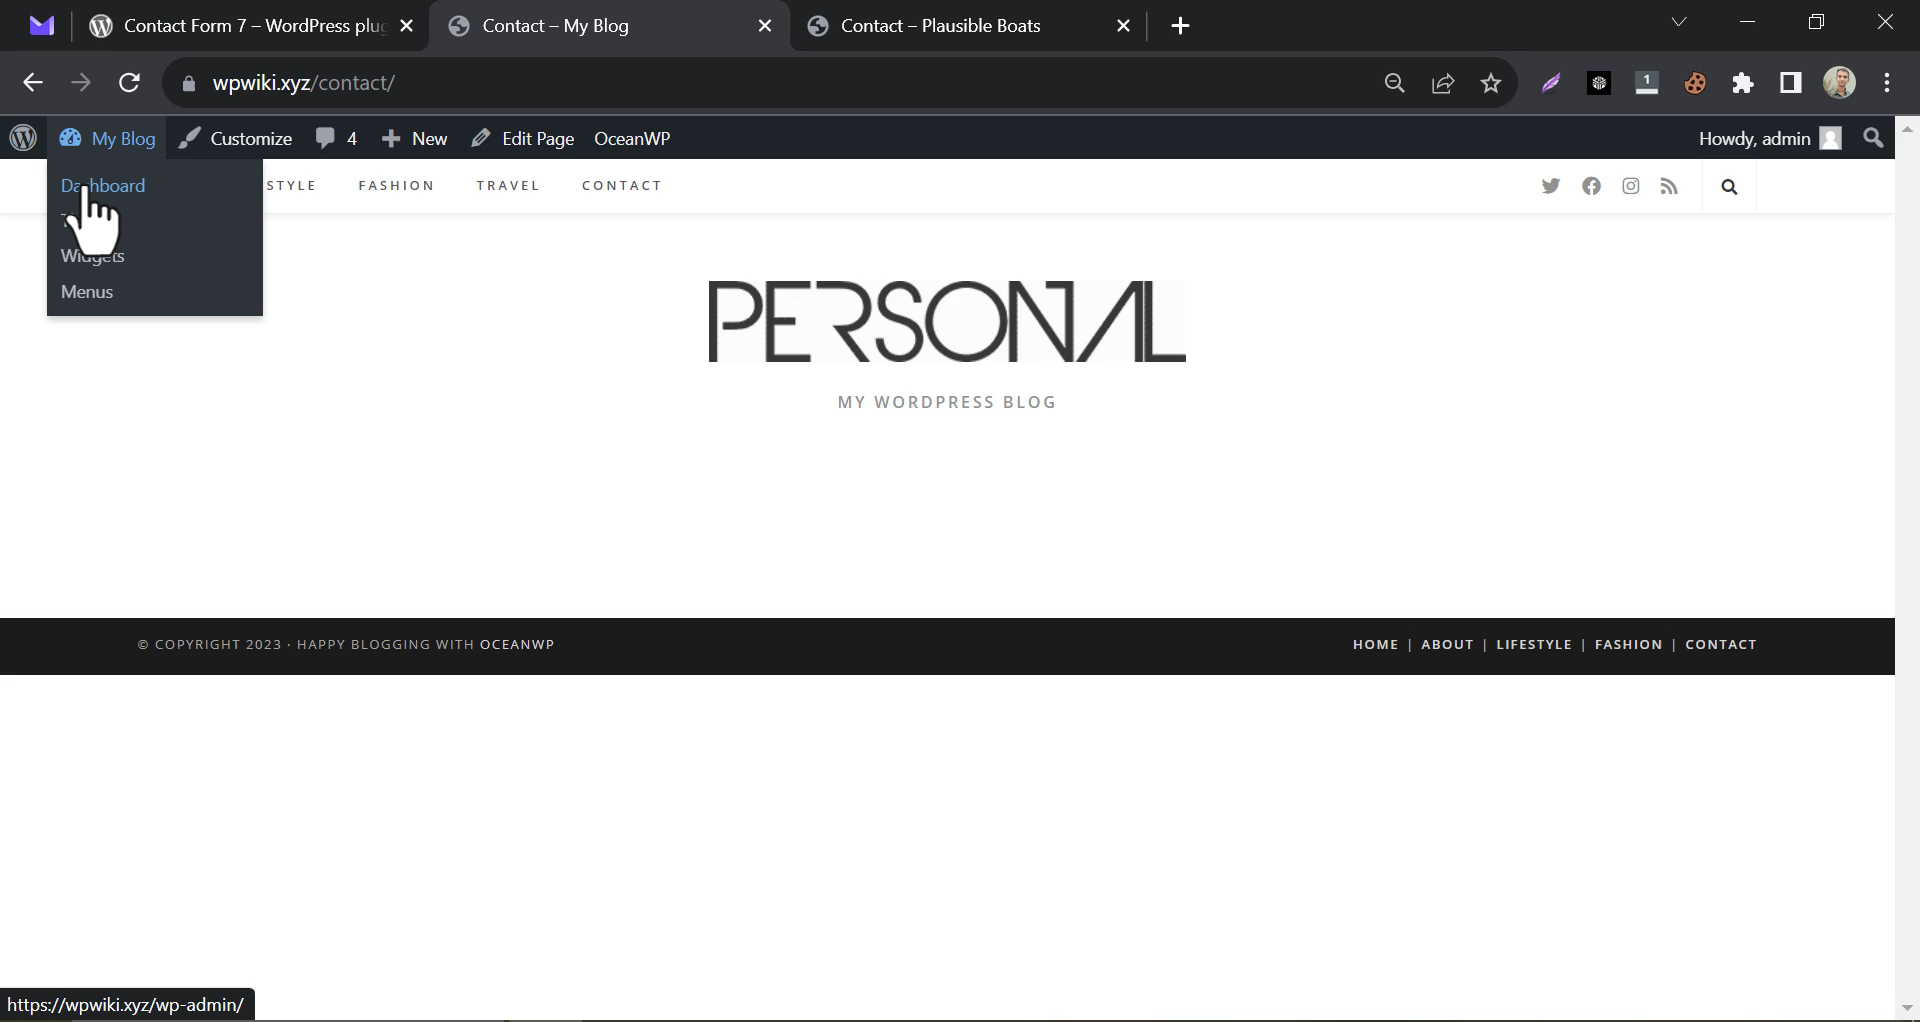 Contact Form 7 – WordPress plu
Contact – My Blog
Contact – Plausible Boats
wpwiki.xyz/contact/
1
My Blog
Customize
4
New
Edit Page
OceanWP
Howdy, admin
Dashboard
STYLE
FASHION
TRAVEL
CONTACT
Widgets
Menus
PERSONAL
MY WORDPRESS BLOG
© COPYRIGHT 2023 · HAPPY BLOGGING WITH OCEANWP
HOME | ABOUT | LIFESTYLE | FASHION | CONTACT
https://wpwiki.xyz/wp-admin/